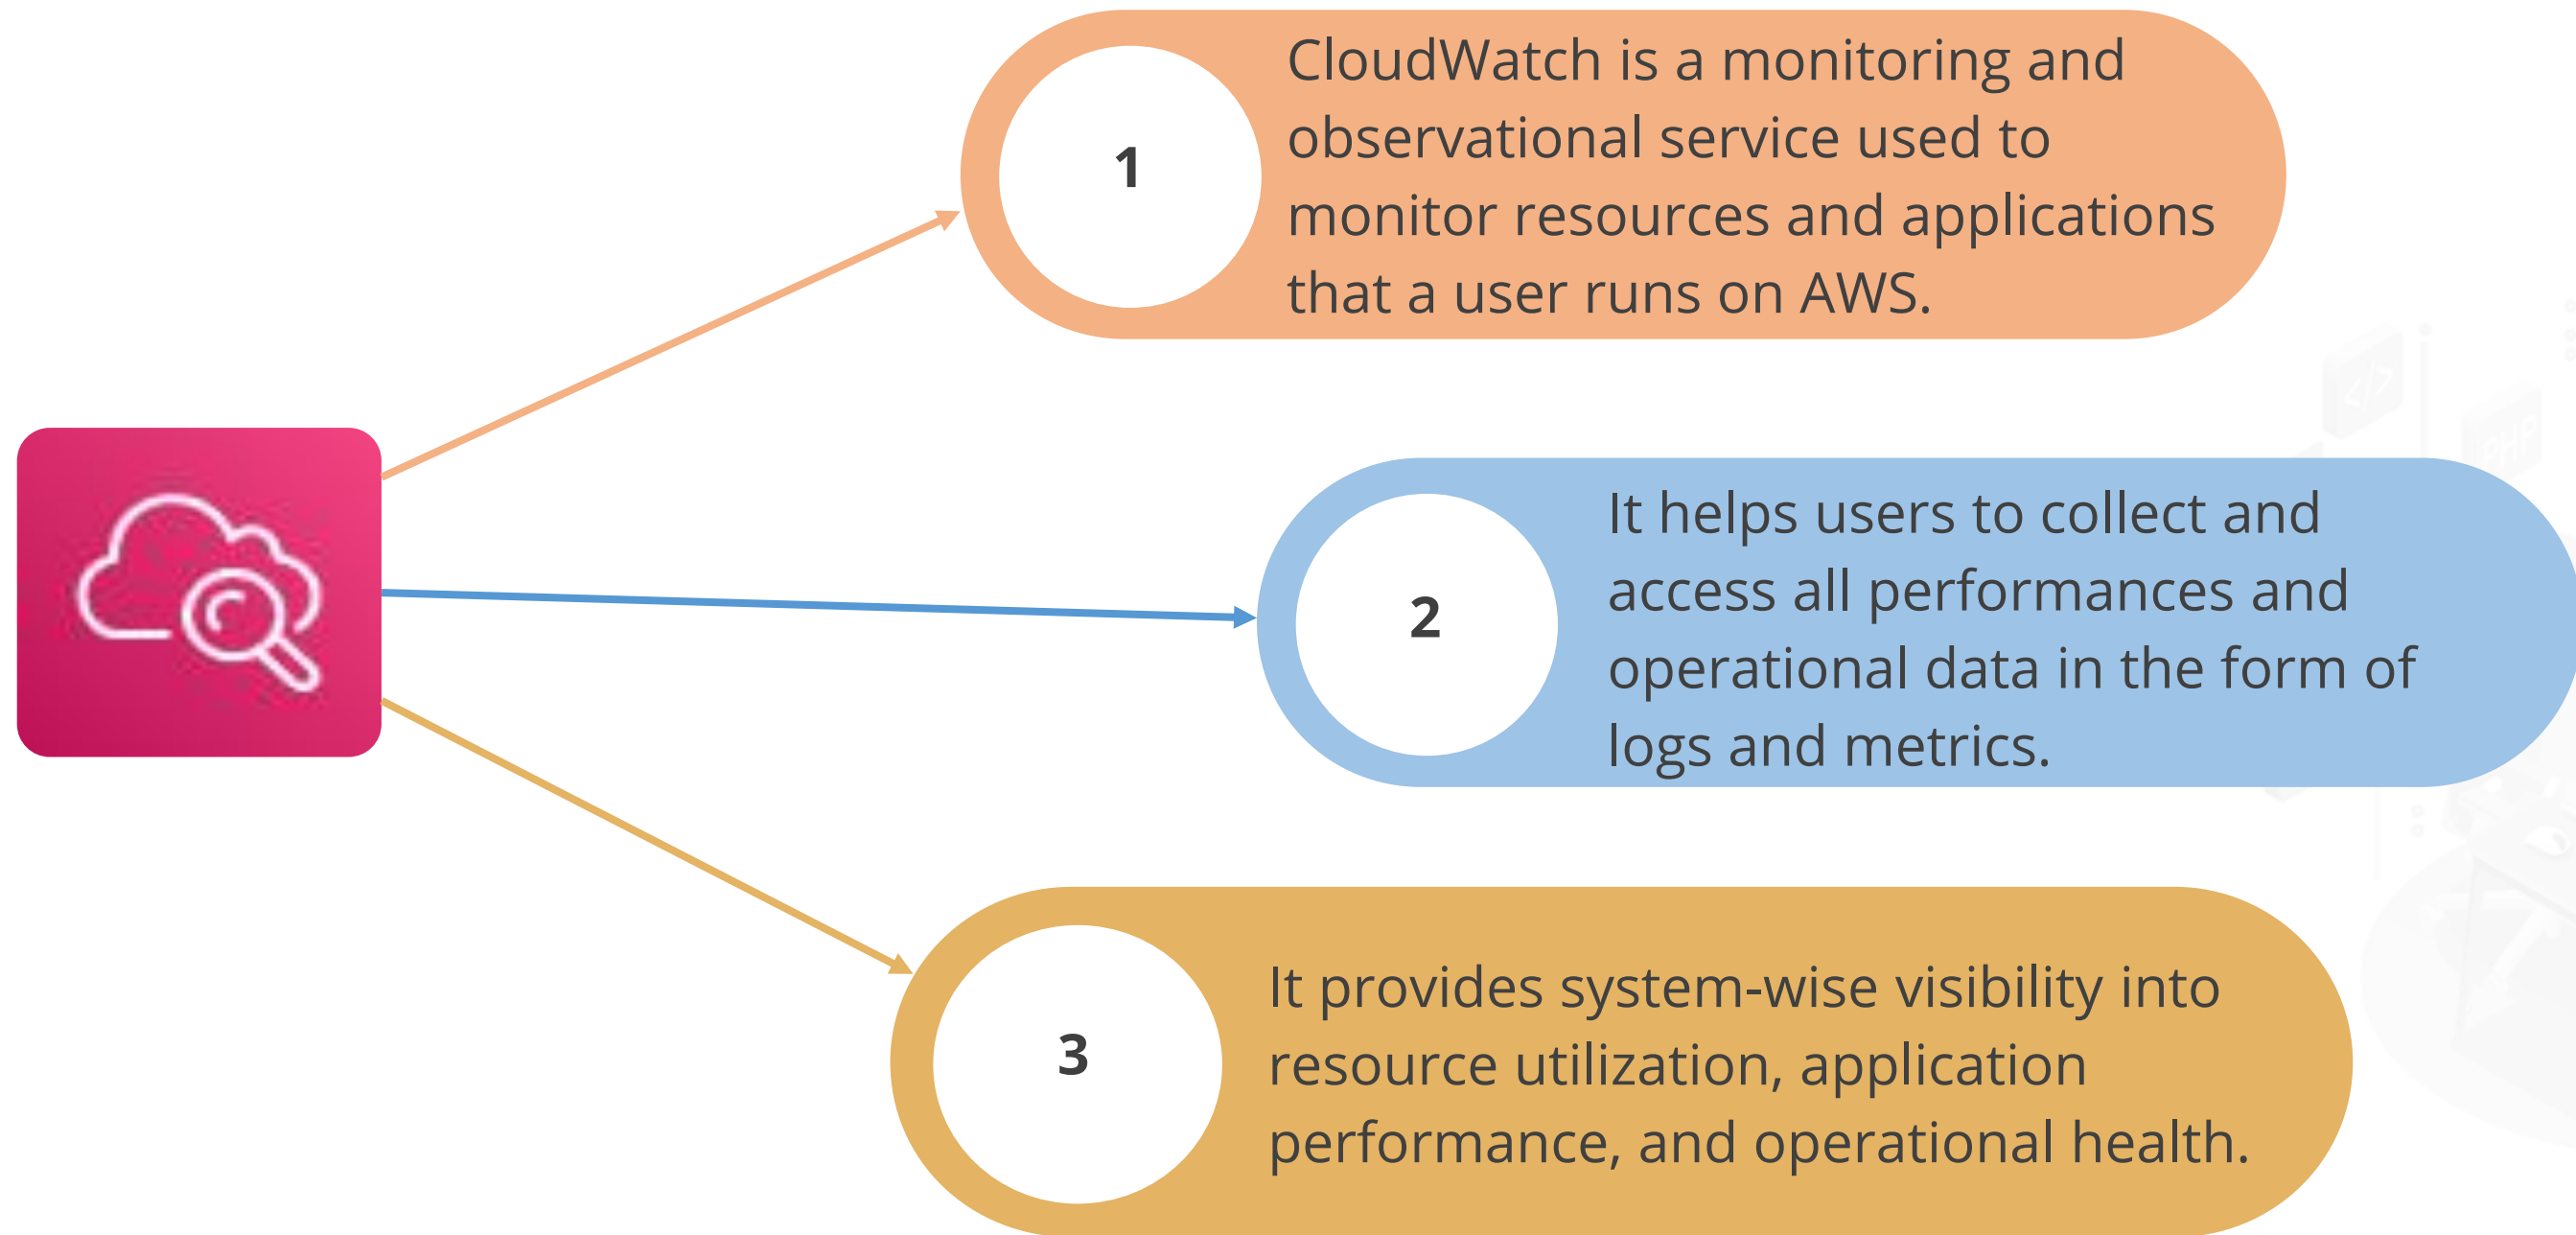 1
CloudWatch is a monitoring and
observational service used to
monitor resources and applications
that a user runs on AWS.
2
It helps users to collect and
access all performances and
operational data in the form of
logs and metrics.
3
It provides system-wise visibility into
resource utilization, application
performance, and operational health.
<//>
PHP